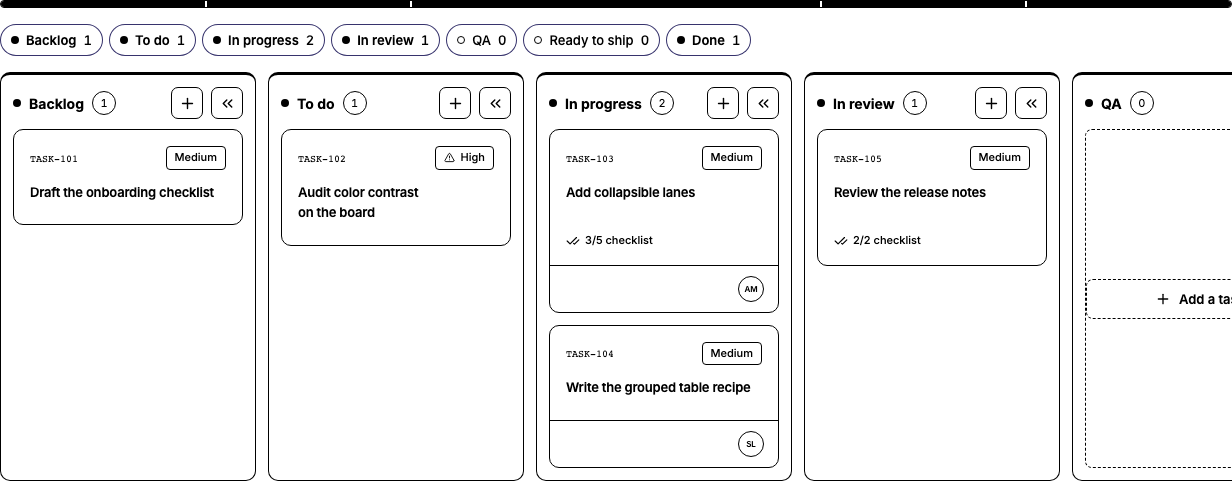 Backlog 1 To do 1 In progress 2 In review 1 QA 0 Ready to ship 0 Done 1
Backlog 1
TASK-101 Medium
Draft the onboarding checklist
To do 1
TASK-102 High
Audit color contrast
on the board
In progress 2
TASK-103 Medium
Add collapsible lanes
3/5 checklist
AM
TASK-104 Medium
Write the grouped table recipe
SL
In review 1
TASK-105 Medium
Review the release notes
2/2 checklist
QA 0
Add a